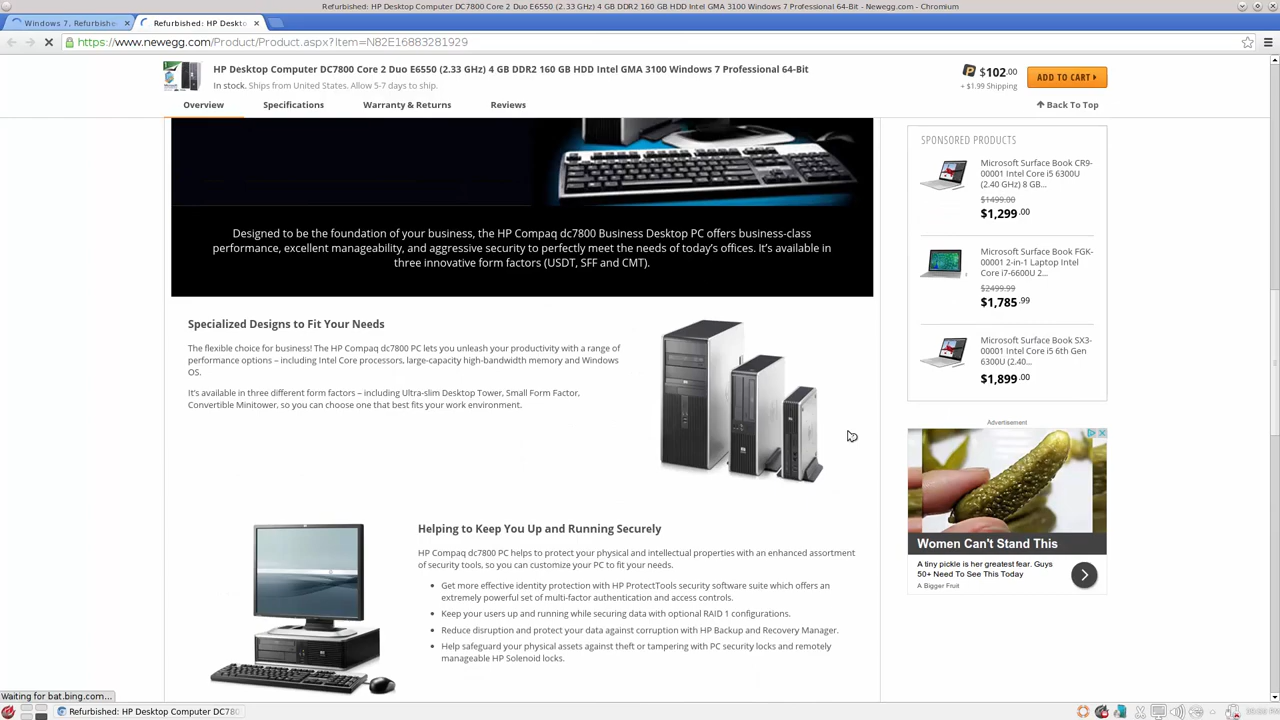 Refurbished: HP Desktop Computer DC7800 Core 2 Duo E6550 (2.33 GHz) 4 GB DDR2 160 GB HDD Intel GMA 3100 Windows 7 Professional 64-Bit - Newegg.com - Chromium
Windows 7, Refurbishe
Refurbished: HP Deskto
https://www.newegg.com/Product/Product.aspx?Item=N82E16883281929
HP Desktop Computer DC7800 Core 2 Duo E6550 (2.33 GHz) 4 GB DDR2 160 GB HDD Intel GMA 3100 Windows 7 Professional 64-Bit
In stock. Ships from United States. Allow 5-7 days to ship.
$102.00
+ $1.99 Shipping
ADD TO CART
Overview
Specifications
Warranty & Returns
Reviews
Back To Top
Designed to be the foundation of your business, the HP Compaq dc7800 Business Desktop PC offers business-class
performance, excellent manageability, and aggressive security to perfectly meet the needs of today's offices. It's available in
three innovative form factors (USDT, SFF and CMT).
Specialized Designs to Fit Your Needs
The flexible choice for business! The HP Compaq dc7800 PC lets you unleash your productivity with a range of
performance options – including Intel Core processors, large-capacity high-bandwidth memory and Windows
OS.
It's available in three different form factors – including Ultra-slim Desktop Tower, Small Form Factor,
Convertible Minitower, so you can choose one that best fits your work environment.
Helping to Keep You Up and Running Securely
HP Compaq dc7800 PC helps to protect your physical and intellectual properties with an enhanced assortment
of security tools, so you can customize your PC to fit your needs.
Get more effective identity protection with HP ProtectTools security software suite which offers an
extremely powerful set of multi-factor authentication and access controls.
Keep your users up and running while securing data with optional RAID 1 configurations.
Reduce disruption and protect your data against corruption with HP Backup and Recovery Manager.
Help safeguard your physical assets against theft or tampering with PC security locks and remotely
manageable HP Solenoid locks.
SPONSORED PRODUCTS
Microsoft Surface Book CR9-
00001 Intel Core i5 6300U
(2.40 GHz) 8 GB...
$1499.00
$1,299.00
Microsoft Surface Book FGK-
00001 2-in-1 Laptop Intel
Core i7-6600U 2...
$2499.99
$1,785.99
Microsoft Surface Book SX3-
00001 Intel Core i5 6th Gen
6300U (2.40...
$1,899.00
Advertisement
Women Can't Stand This
A tiny pickle is her greatest fear. Guys
50+ Need To See This Today
A Bigger Fruit
Waiting for bat.bing.com...
Refurbished: HP Desktop Computer DC780